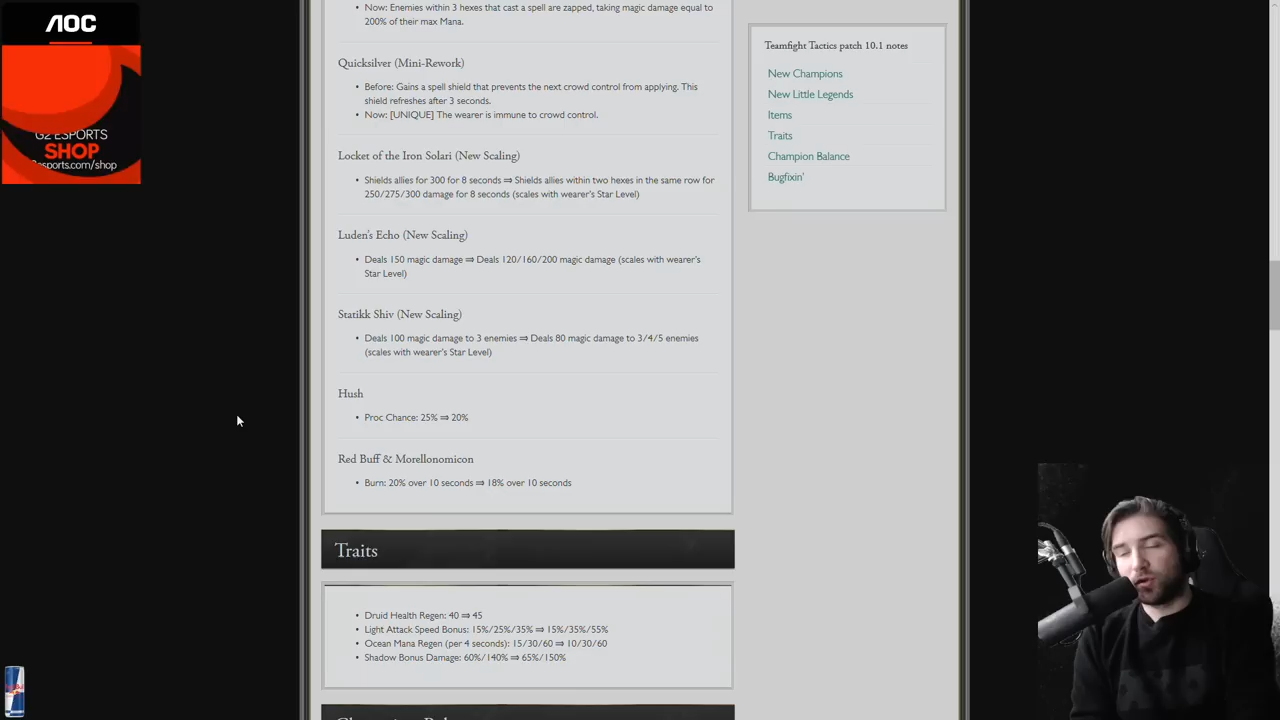 AOC
G2 ESPORTS
SHOP
esports.com/shop
• Now: Enemies within 3 hexes that cast a spell are zapped, taking magic damage equal to
200% of their max Mana.
Quicksilver (Mini-Rework)
• Before: Gains a spell shield that prevents the next crowd control from applying. This
shield refreshes after 3 seconds.
• Now: [UNIQUE] The wearer is immune to crowd control.
Locket of the Iron Solari (New Scaling)
• Shields allies for 300 for 8 seconds ⇒ Shields allies within two hexes in the same row for
250/275/300 damage for 8 seconds (scales with wearer's Star Level)
Luden's Echo (New Scaling)
• Deals 150 magic damage ⇒ Deals 120/160/200 magic damage (scales with wearer's
Star Level)
Statikk Shiv (New Scaling)
• Deals 100 magic damage to 3 enemies ⇒ Deals 80 magic damage to 3/4/5 enemies
(scales with wearer's Star Level)
Hush
• Proc Chance: 25% ⇒ 20%
Red Buff & Morellonomicon
• Burn: 20% over 10 seconds ⇒ 18% over 10 seconds
Traits
• Druid Health Regen: 40 ⇒ 45
• Light Attack Speed Bonus: 15%/25%/35% ⇒ 15%/35%/55%
• Ocean Mana Regen (per 4 seconds): 15/30/60 ⇒ 10/30/60
• Shadow Bonus Damage: 60%/140% ⇒ 65%/150%
Teamfight Tactics patch 10.1 notes
New Champions
New Little Legends
Items
Traits
Champion Balance
Bugfixin'